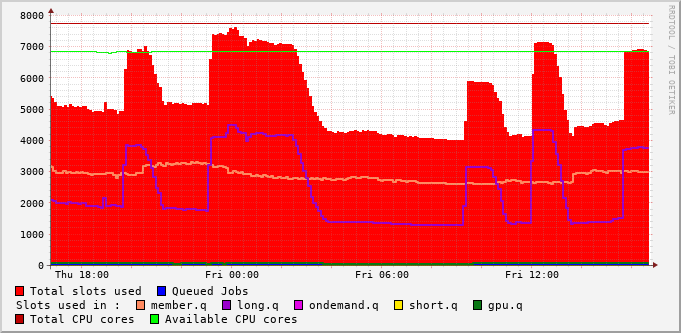 8000
7000
6000
5000
4000
3000
2000
1000
0
Thu 18:00 Fri 00:00 Fri 06:00 Fri 12:00
RRDTOOL / TOBI OETIKER
Total slots used Queued Jobs
Slots used in : member.q long.q ondemand.q short.q gpu.q
Total CPU cores Available CPU cores